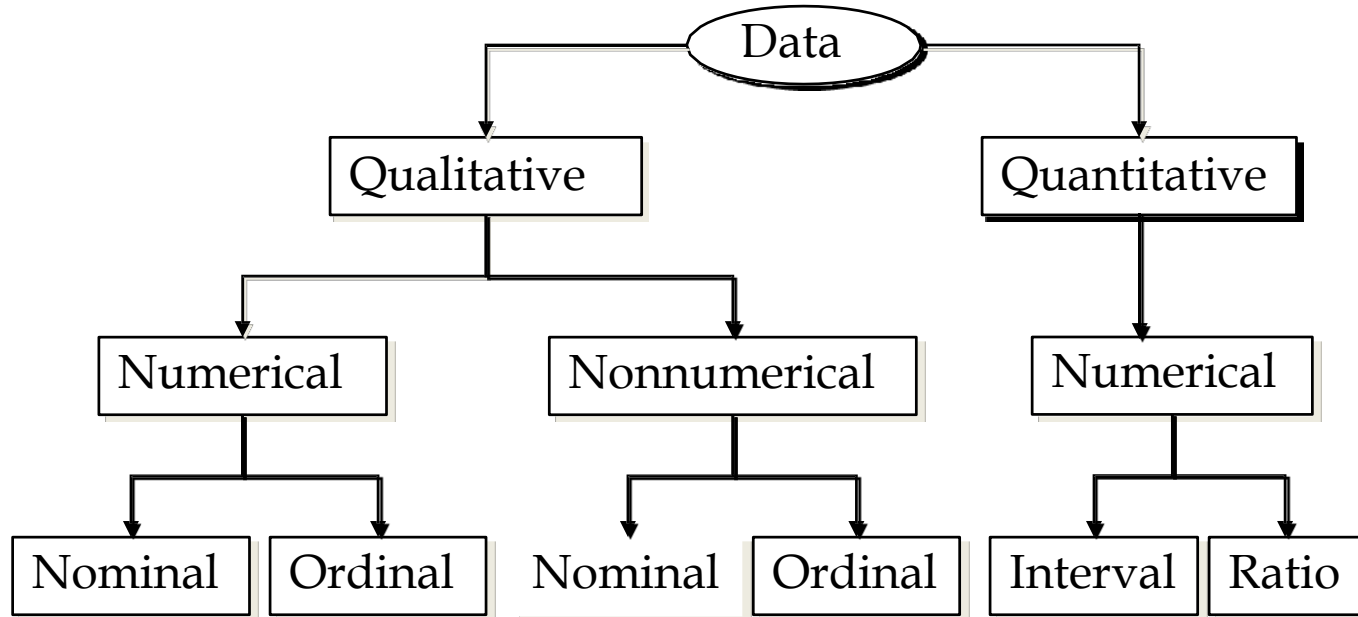 Data
Qualitative
Quantitative
Numerical
Nonnumerical
Numerical
Nominal
Ordinal
Nominal
Ordinal
Interval
Ratio